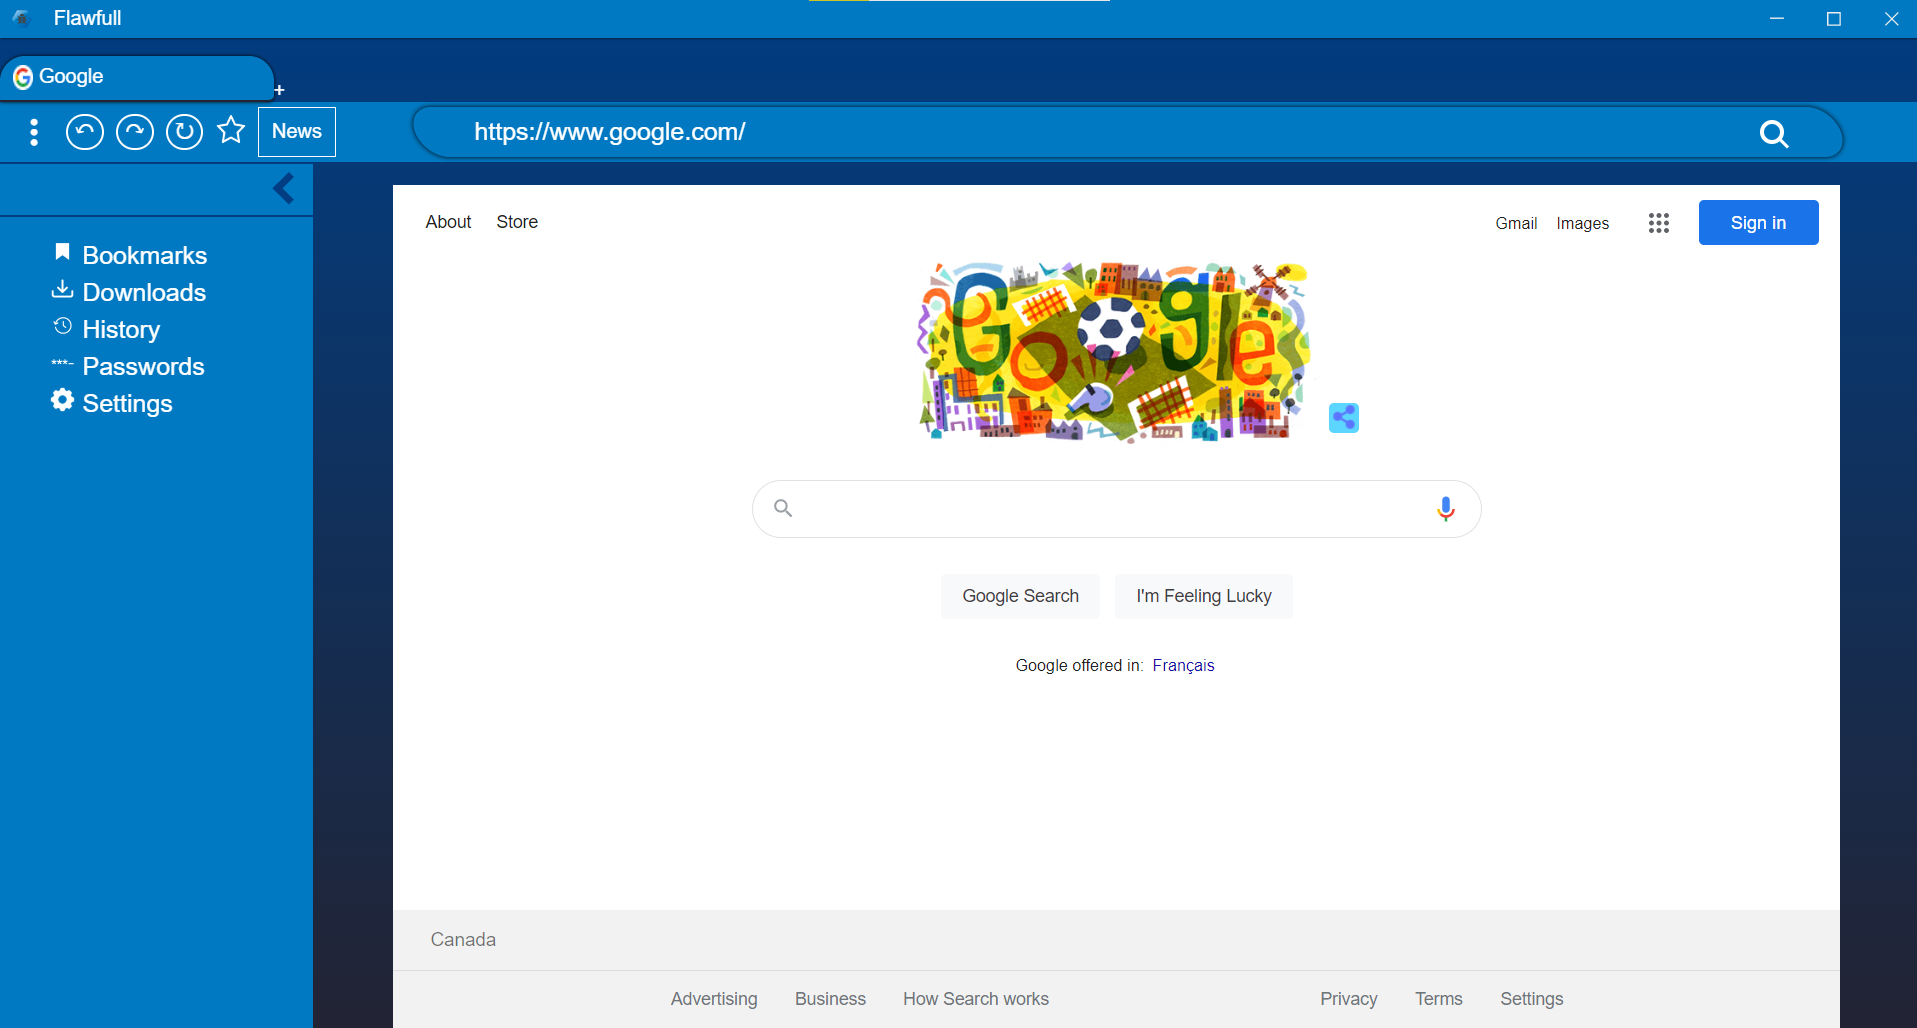 Flawfull
Google
+
News
https://www.google.com/
Bookmarks
Downloads
History
***- Passwords
Settings
About Store
Gmail Images
Sign in
Google
Google Search
I'm Feeling Lucky
Google offered in: Français
Canada
Advertising Business How Search works
Privacy Terms Settings